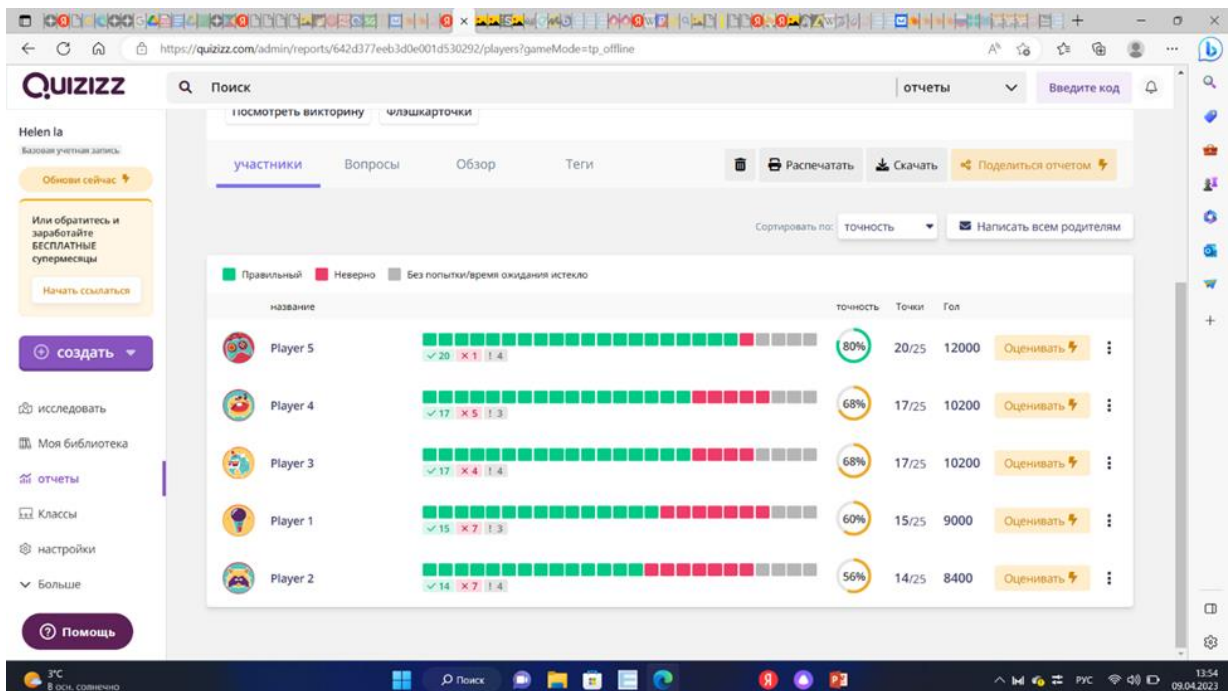 https://quizizz.com/admin/reports/642d377eeb3d0e001d530292/players?gameMode=tp_offline
QUIZIZZ
Поиск
отчеты
Введите код
Посмотреть викторину
Флэшкарточки
Helen la
Базовая учетная запись
Обнови сейчас
Или обратитесь и
заработайте
БЕСПЛАТНЫЕ
супермесяцы
Начать ссылаться
создать
исследовать
Моя библиотека
отчеты
Классы
настройки
Больше
Помощь
участники Вопросы Обзор Теги
Распечатать Скачать Поделиться отчетом
Сортировать по: точность Написать всем родителям
Правильный Неверно Без попытки/время ожидания истекло
название точность Точки Гол
Player 5 80% 20/25 12000 Оценивать
✓ 20 × 1 ! 4
Player 4 68% 17/25 10200 Оценивать
✓ 17 × 5 ! 3
Player 3 68% 17/25 10200 Оценивать
✓ 17 × 4 ! 4
Player 1 60% 15/25 9000 Оценивать
✓ 15 × 7 ! 3
Player 2 56% 14/25 8400 Оценивать
✓ 14 × 7 ! 4
3°C
В осн. солнечно
Поиск
РУС
13:54
09.04.2023